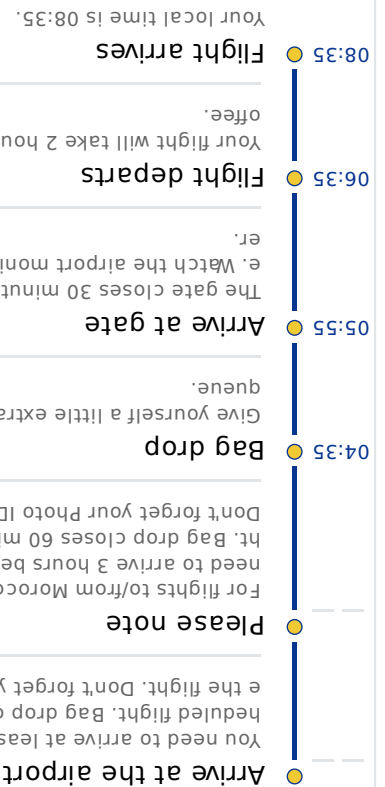 Arrive at the airport
You need to arrive at leas
heduled flight. Bag drop
e the flight. Don't forget y
Please note
For flights to/from Moroco
need to arrive 3 hours be
ht. Bag drop closes 60 mi
Don't forget your Photo ID
04:35 Bag drop
Give yourself a little extra
queue.
05:55 Arrive at gate
The gate closes 30 minut
e. Watch the airport moni
er.
06:35 Flight departs
Your flight will take 2 hou
offee.
08:35 Flight arrives
Your local time is 08:35.